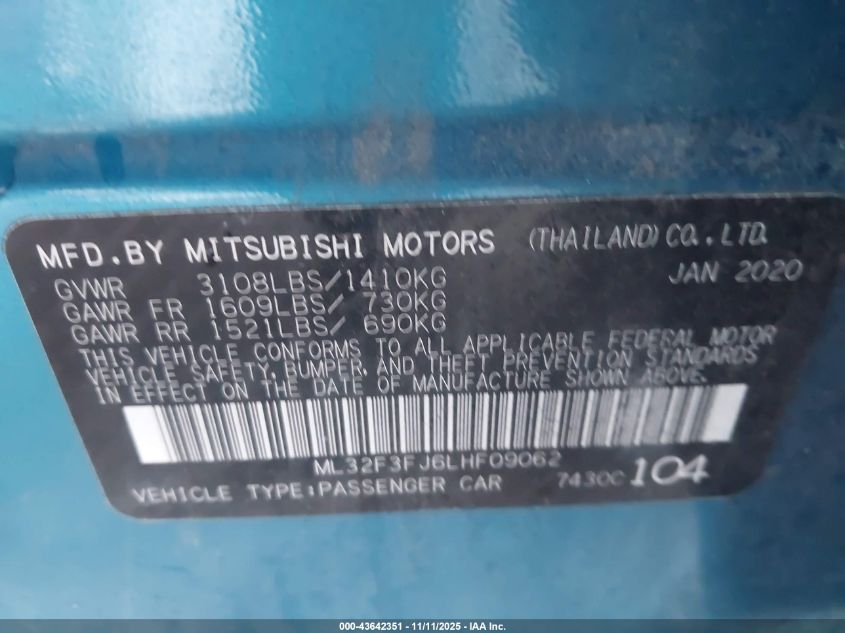 MFD.BY MITSUBISHI MOTORS (THAILAND)CO.,LTD.
JAN 2020
GVWR 3108LBS/1410KG
GAWR FR 1609LBS/ 730KG
GAWR RR 1521LBS/ 690KG
THIS VEHICLE CONFORMS TO ALL APPLICABLE FEDERAL MOTOR
VEHICLE SAFETY, BUMPER, AND THEFT PREVENTION STANDARDS
IN EFFECT ON THE DATE OF MANUFACTURE SHOWN ABOVE.
ML32F3FJ6LHF09062
VEHICLE TYPE:PASSENGER CAR 7430C 104
000-43642351 - 11/11/2025 - IAA Inc.